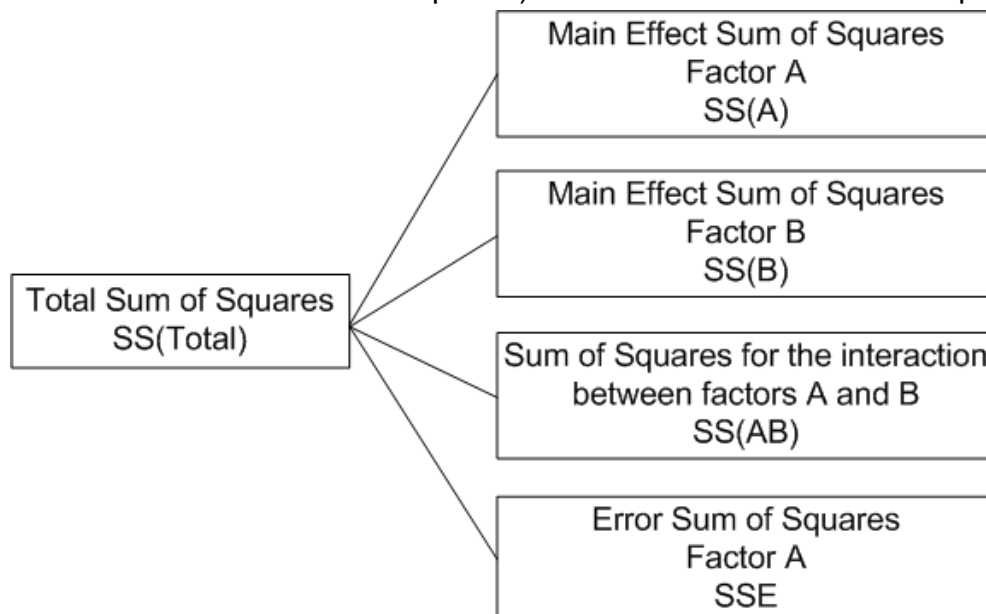 Main Effect Sum of Squares
Factor A
SS(A)
Main Effect Sum of Squares
Factor B
SS(B)
Total Sum of Squares
SS(Total)
Sum of Squares for the interaction
between factors A and B
SS(AB)
Error Sum of Squares
Factor A
SSE